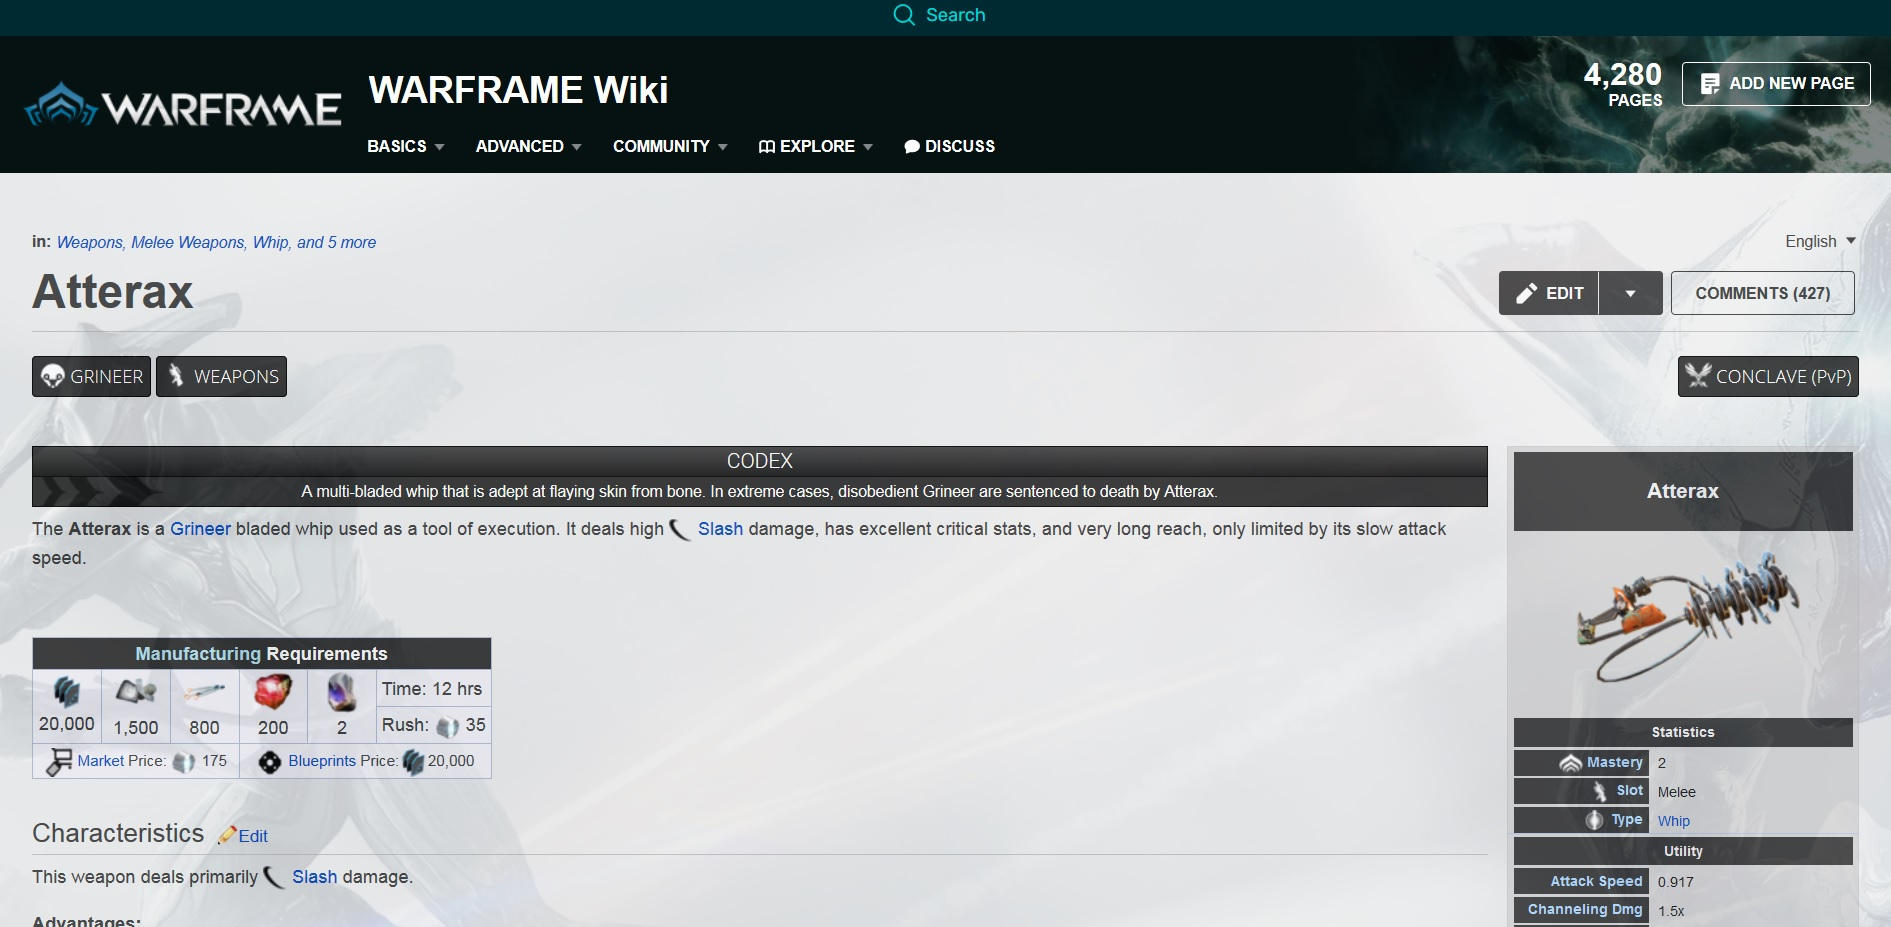 Search
WARFRAME
WARFRAME Wiki
4,280
PAGES
ADD NEW PAGE
BASICS
ADVANCED
COMMUNITY
EXPLORE
DISCUSS
in: Weapons, Melee Weapons, Whip, and 5 more
English
Atterax
EDIT
COMMENTS (427)
GRINEER
WEAPONS
CONCLAVE (PvP)
CODEX
A multi-bladed whip that is adept at flaying skin from bone. In extreme cases, disobedient Grineer are sentenced to death by Atterax.
The Atterax is a Grineer bladed whip used as a tool of execution. It deals high Slash damage, has excellent critical stats, and very long reach, only limited by its slow attack
speed.
Manufacturing Requirements
20,000
1,500
800
200
2
Time: 12 hrs
Rush: 35
Market Price: 175
Blueprints Price: 20,000
Characteristics Edit
This weapon deals primarily Slash damage.
Advantages:
Atterax
Statistics
Mastery 2
Slot Melee
Type Whip
Utility
Attack Speed 0.917
Channeling Dmg 1.5x